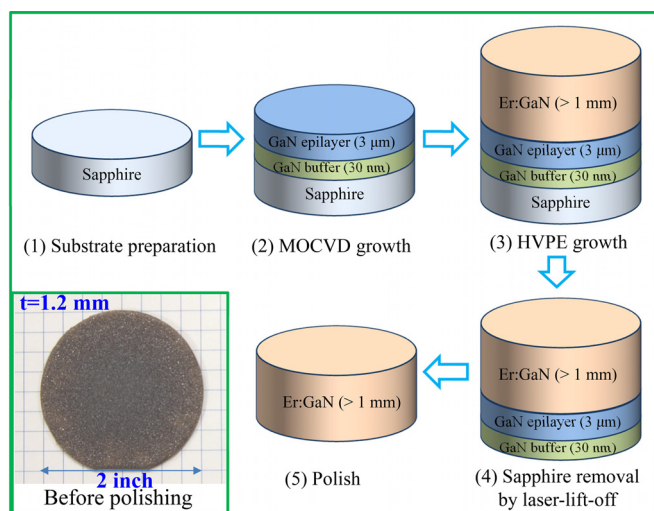 Sapphire
(1) Substrate preparation
GaN epilayer (3 μm)
GaN buffer (30 nm)
Sapphire
(2) MOCVD growth
Er:GaN (> 1 mm)
GaN epilayer (3 μm)
GaN buffer (30 nm)
Sapphire
(3) HVPE growth
Er:GaN (> 1 mm)
GaN epilayer (3 μm)
GaN buffer (30 nm)
(4) Sapphire removal
by laser-lift-off
Er:GaN (> 1 mm)
(5) Polish
t=1.2 mm
2 inch
Before polishing